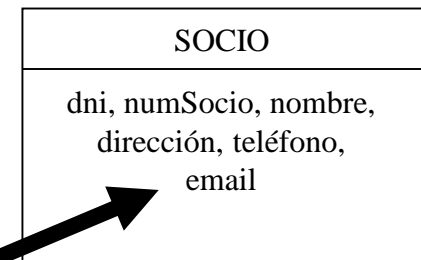 SOCIO
dni, numSocio, nombre,
dirección, teléfono,
email